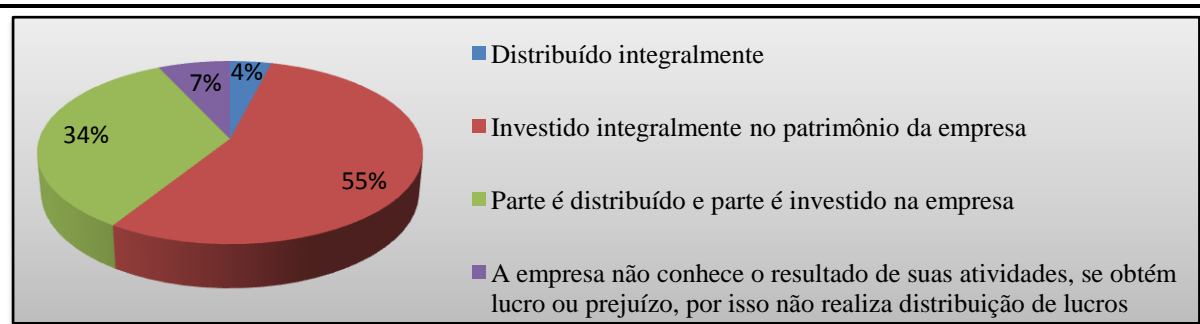 4%
7%
34%
55%
Distribuído integralmente
Investido integralmente no patrimônio da empresa
Parte é distribuído e parte é investido na empresa
A empresa não conhece o resultado de suas atividades, se obtém
lucro ou prejuízo, por isso não realiza distribuição de lucros